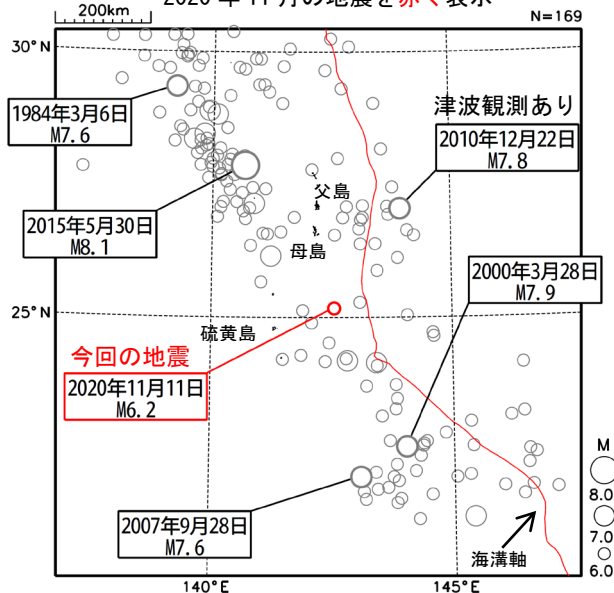 2020年11月の地震を赤く表示
200km
N=169
30°N
1984年3月6日
M7.6
津波観測あり
2010年12月22日
M7.8
父島
2015年5月30日
M8.1
母島
2000年3月28日
M7.9
25°N
硫黄島
今回の地震
2020年11月11日
M6.2
M
8.0
7.0
6.0
2007年9月28日
M7.6
海溝軸
140°E
145°E